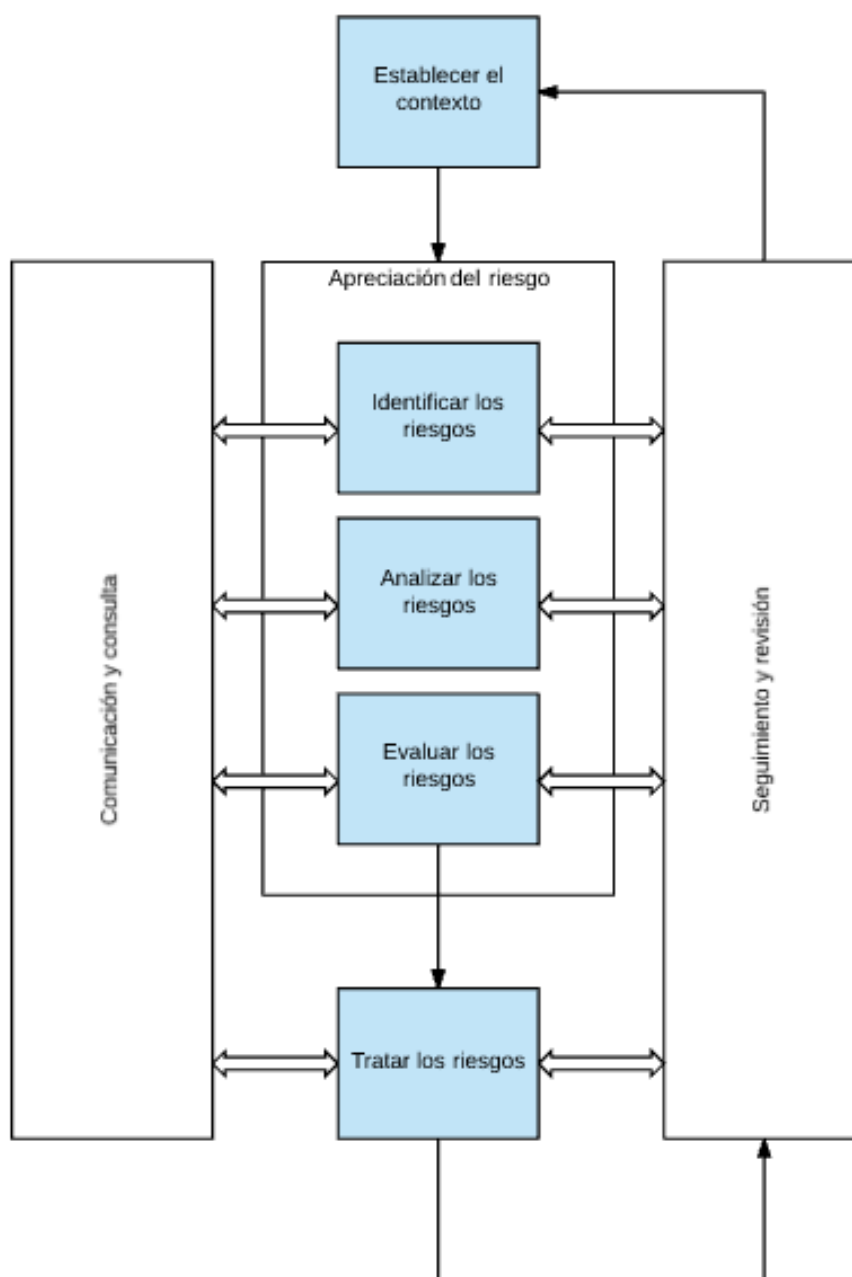 Establecer el
contexto
Apreciación del riesgo
Identificar los
riesgos
Analizar los
riesgos
Evaluar los
riesgos
Tratar los riesgos
Comunicación y consulta
Seguimiento y revisión